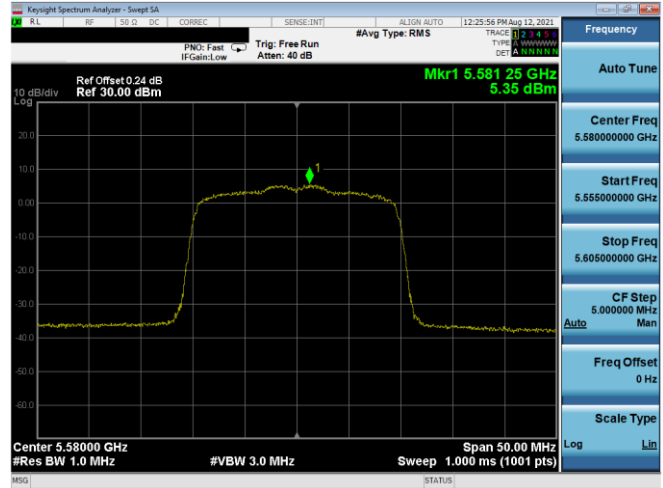 Keysight Spectrum Analyzer - Swept SA
RL RF 50 Ω DC CORREC SENSE:INT ALIGN AUTO 12:25:56 PM Aug 12, 2021
#Avg Type: RMS TRACE 1 2 3 4 5 6
PNO: Fast Trig: Free Run TYPE A WWWWW
IFGain:Low Atten: 40 dB DET A NNNNN
Mkr1 5.581 25 GHz
Ref Offset 0.24 dB
10 dB/div Ref 30.00 dBm 5.35 dBm
Log
20.0
10.0
1
0.00
-10.0
-20.0
-30.0
-40.0
-50.0
-60.0
Center 5.58000 GHz Span 50.00 MHz
#Res BW 1.0 MHz #VBW 3.0 MHz Sweep 1.000 ms (1001 pts)
MSG STATUS
Frequency
Auto Tune
Center Freq
5.580000000 GHz
Start Freq
5.555000000 GHz
Stop Freq
5.605000000 GHz
CF Step
5.000000 MHz
Auto Man
Freq Offset
0 Hz
Scale Type
Log Lin